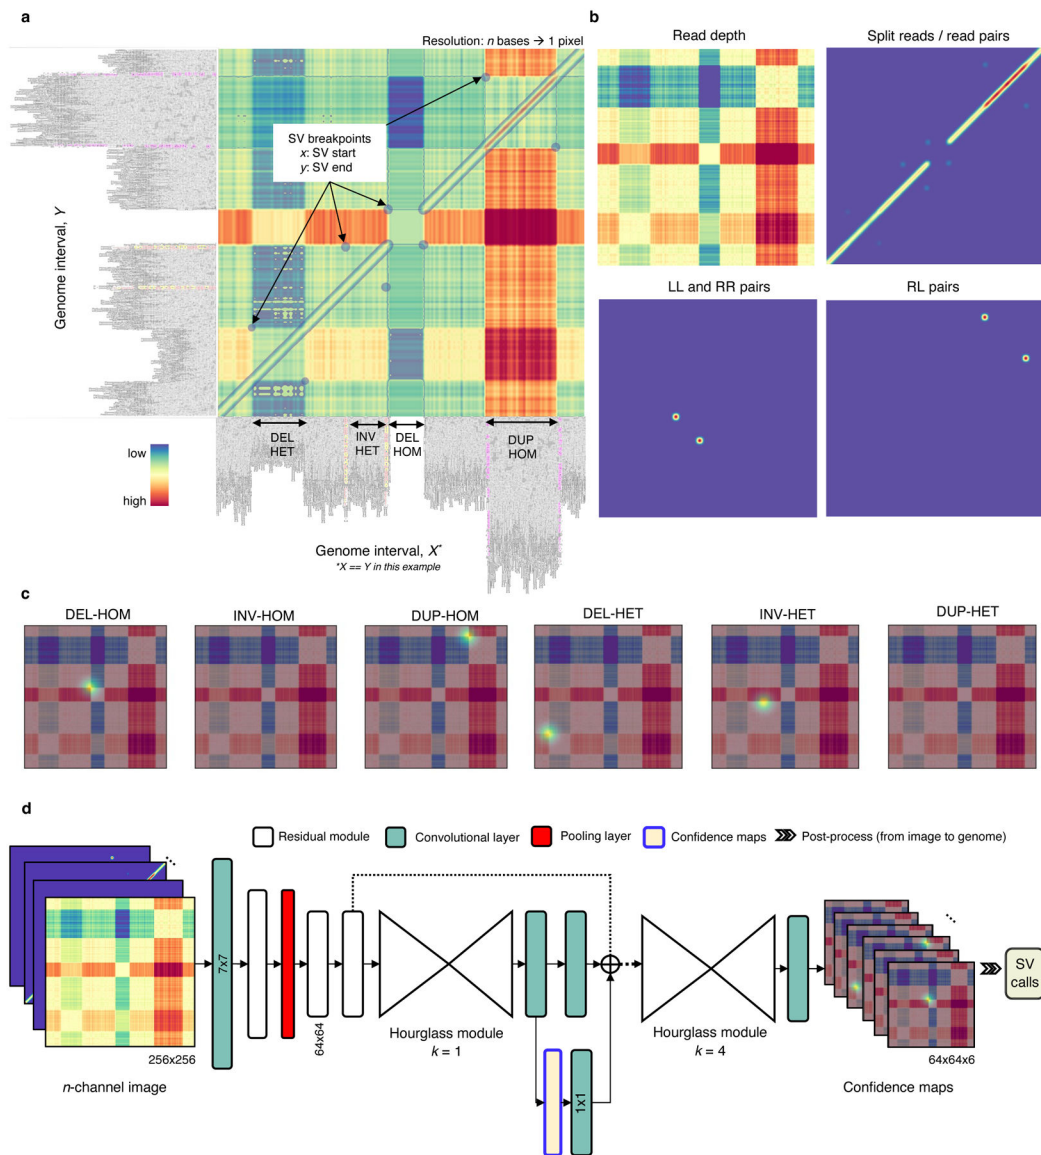 a
Resolution: n bases → 1 pixel
SV breakpoints
x: SV start
y: SV end
Genome interval, Y
low
high
DEL
HET
INV
HET
DEL
HOM
DUP
HOM
Genome interval, X*
*X == Y in this example
b
Read depth
Split reads / read pairs
LL and RR pairs
RL pairs
c
DEL-HOM
INV-HOM
DUP-HOM
DEL-HET
INV-HET
DUP-HET
d
Residual module
Convolutional layer
Pooling layer
Confidence maps
Post-process (from image to genome)
256x256
n-channel image
7x7
64x64
Hourglass module
k = 1
1x1
Hourglass module
k = 4
64x64x6
Confidence maps
SV
calls